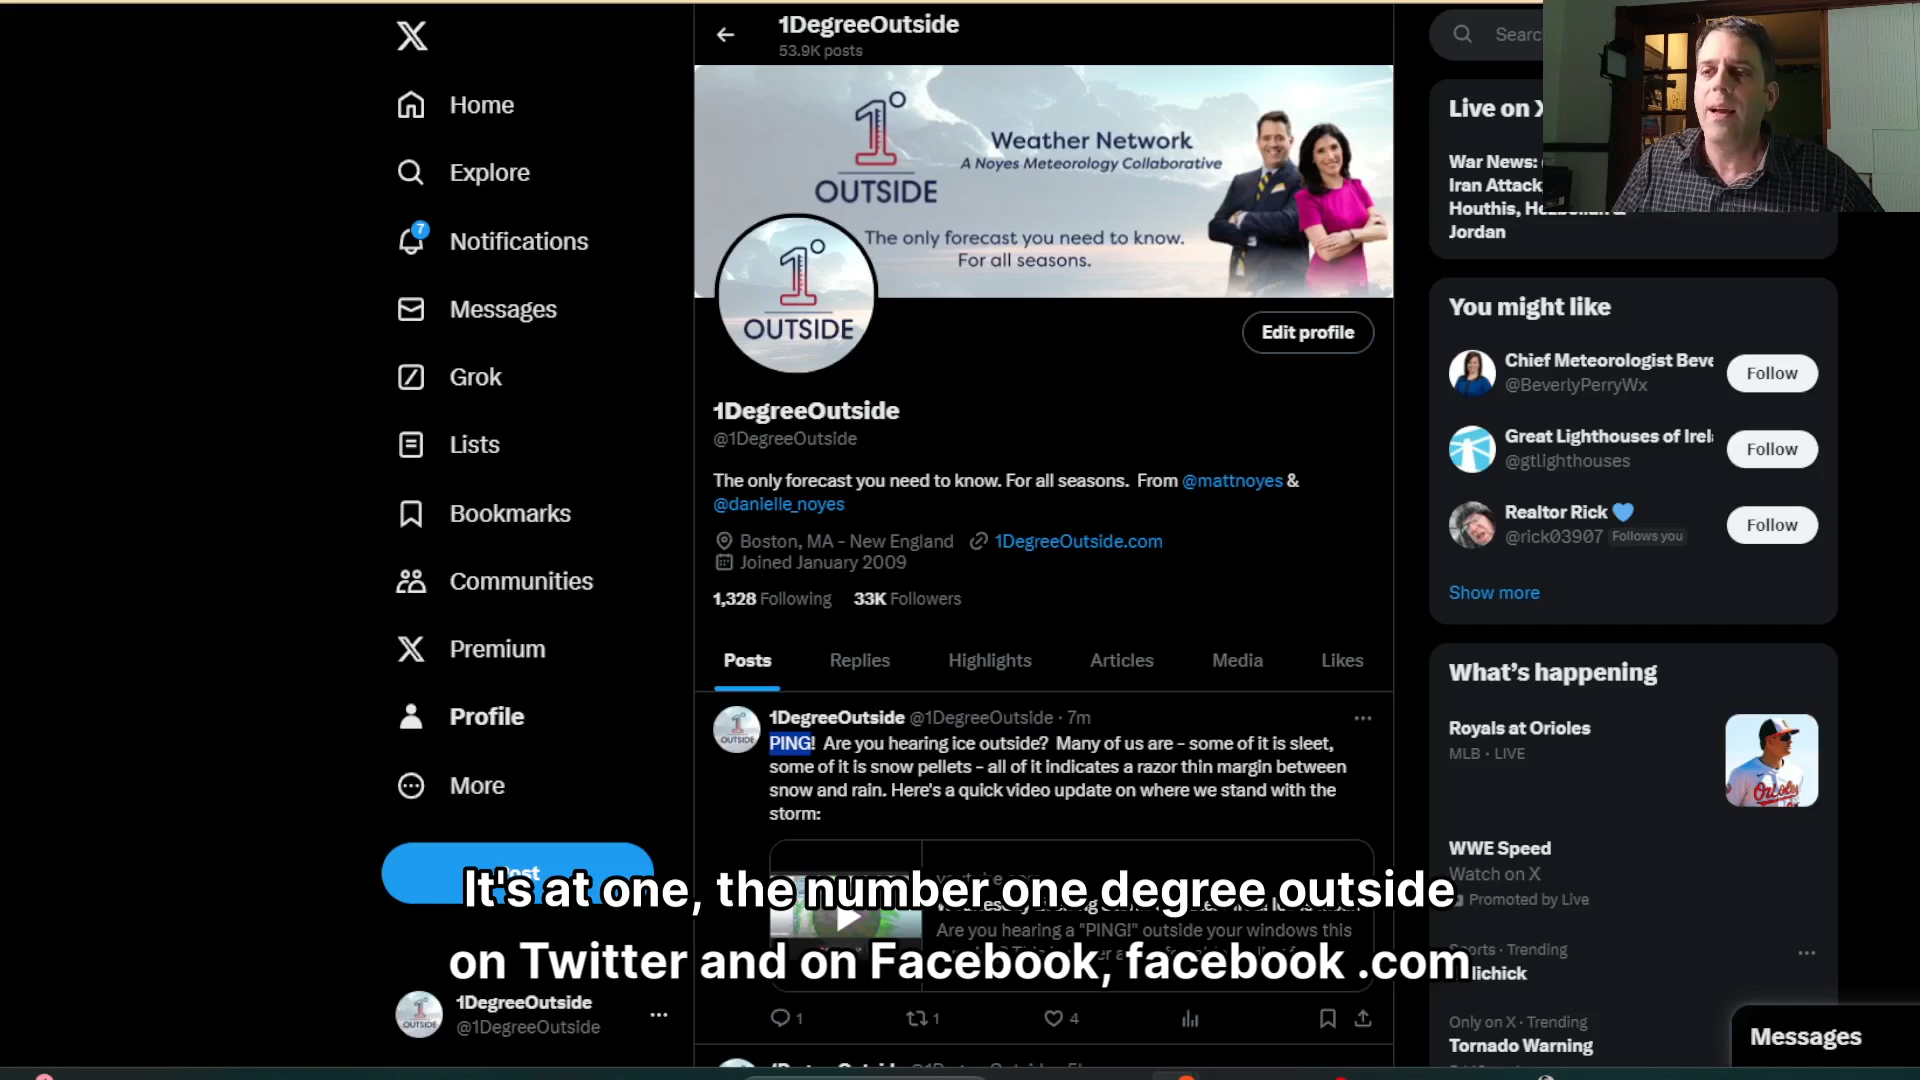 1DegreeOutside
53.9K posts
Home
Explore
7
Notifications
Messages
Grok
Lists
Bookmarks
Communities
Premium
Profile
More
1DegreeOutside
@1DegreeOutside
1°
OUTSIDE
Weather Network
A Noyes Meteorology Collaborative
The only forecast you need to know.
For all seasons.
1°
OUTSIDE
Edit profile
1DegreeOutside
@1DegreeOutside
The only forecast you need to know. For all seasons. From @mattnoyes &
@danielle_noyes
Boston, MA - New England 1DegreeOutside.com
Joined January 2009
1,328 Following 33K Followers
Posts Replies Highlights Articles Media Likes
OUTSIDE
1DegreeOutside @1DegreeOutside · 7m
PING! Are you hearing ice outside? Many of us are - some of it is sleet,
some of it is snow pellets - all of it indicates a razor thin margin between
snow and rain. Here's a quick video update on where we stand with the
storm:
Are you hearing a "PING!" outside your windows this
1 1 4
It's at one, the number one degree outside
on Twitter and on Facebook, facebook .com
OUTSIDE
Live on X
War News:
Iran Attack
Houthis,
Jordan
You might like
Chief Meteorologist
@BeverlyPerryWx
Follow
Great Lighthouses of
@gtlighthouses
Follow
Realtor Rick
@rick03907 Follows you
Follow
Show more
What's happening
Royals at Orioles
MLB · LIVE
Orioles
WWE Speed
Watch on X
Promoted by Live
Sports · Trending
Only on X · Trending
Tornado Warning
Messages